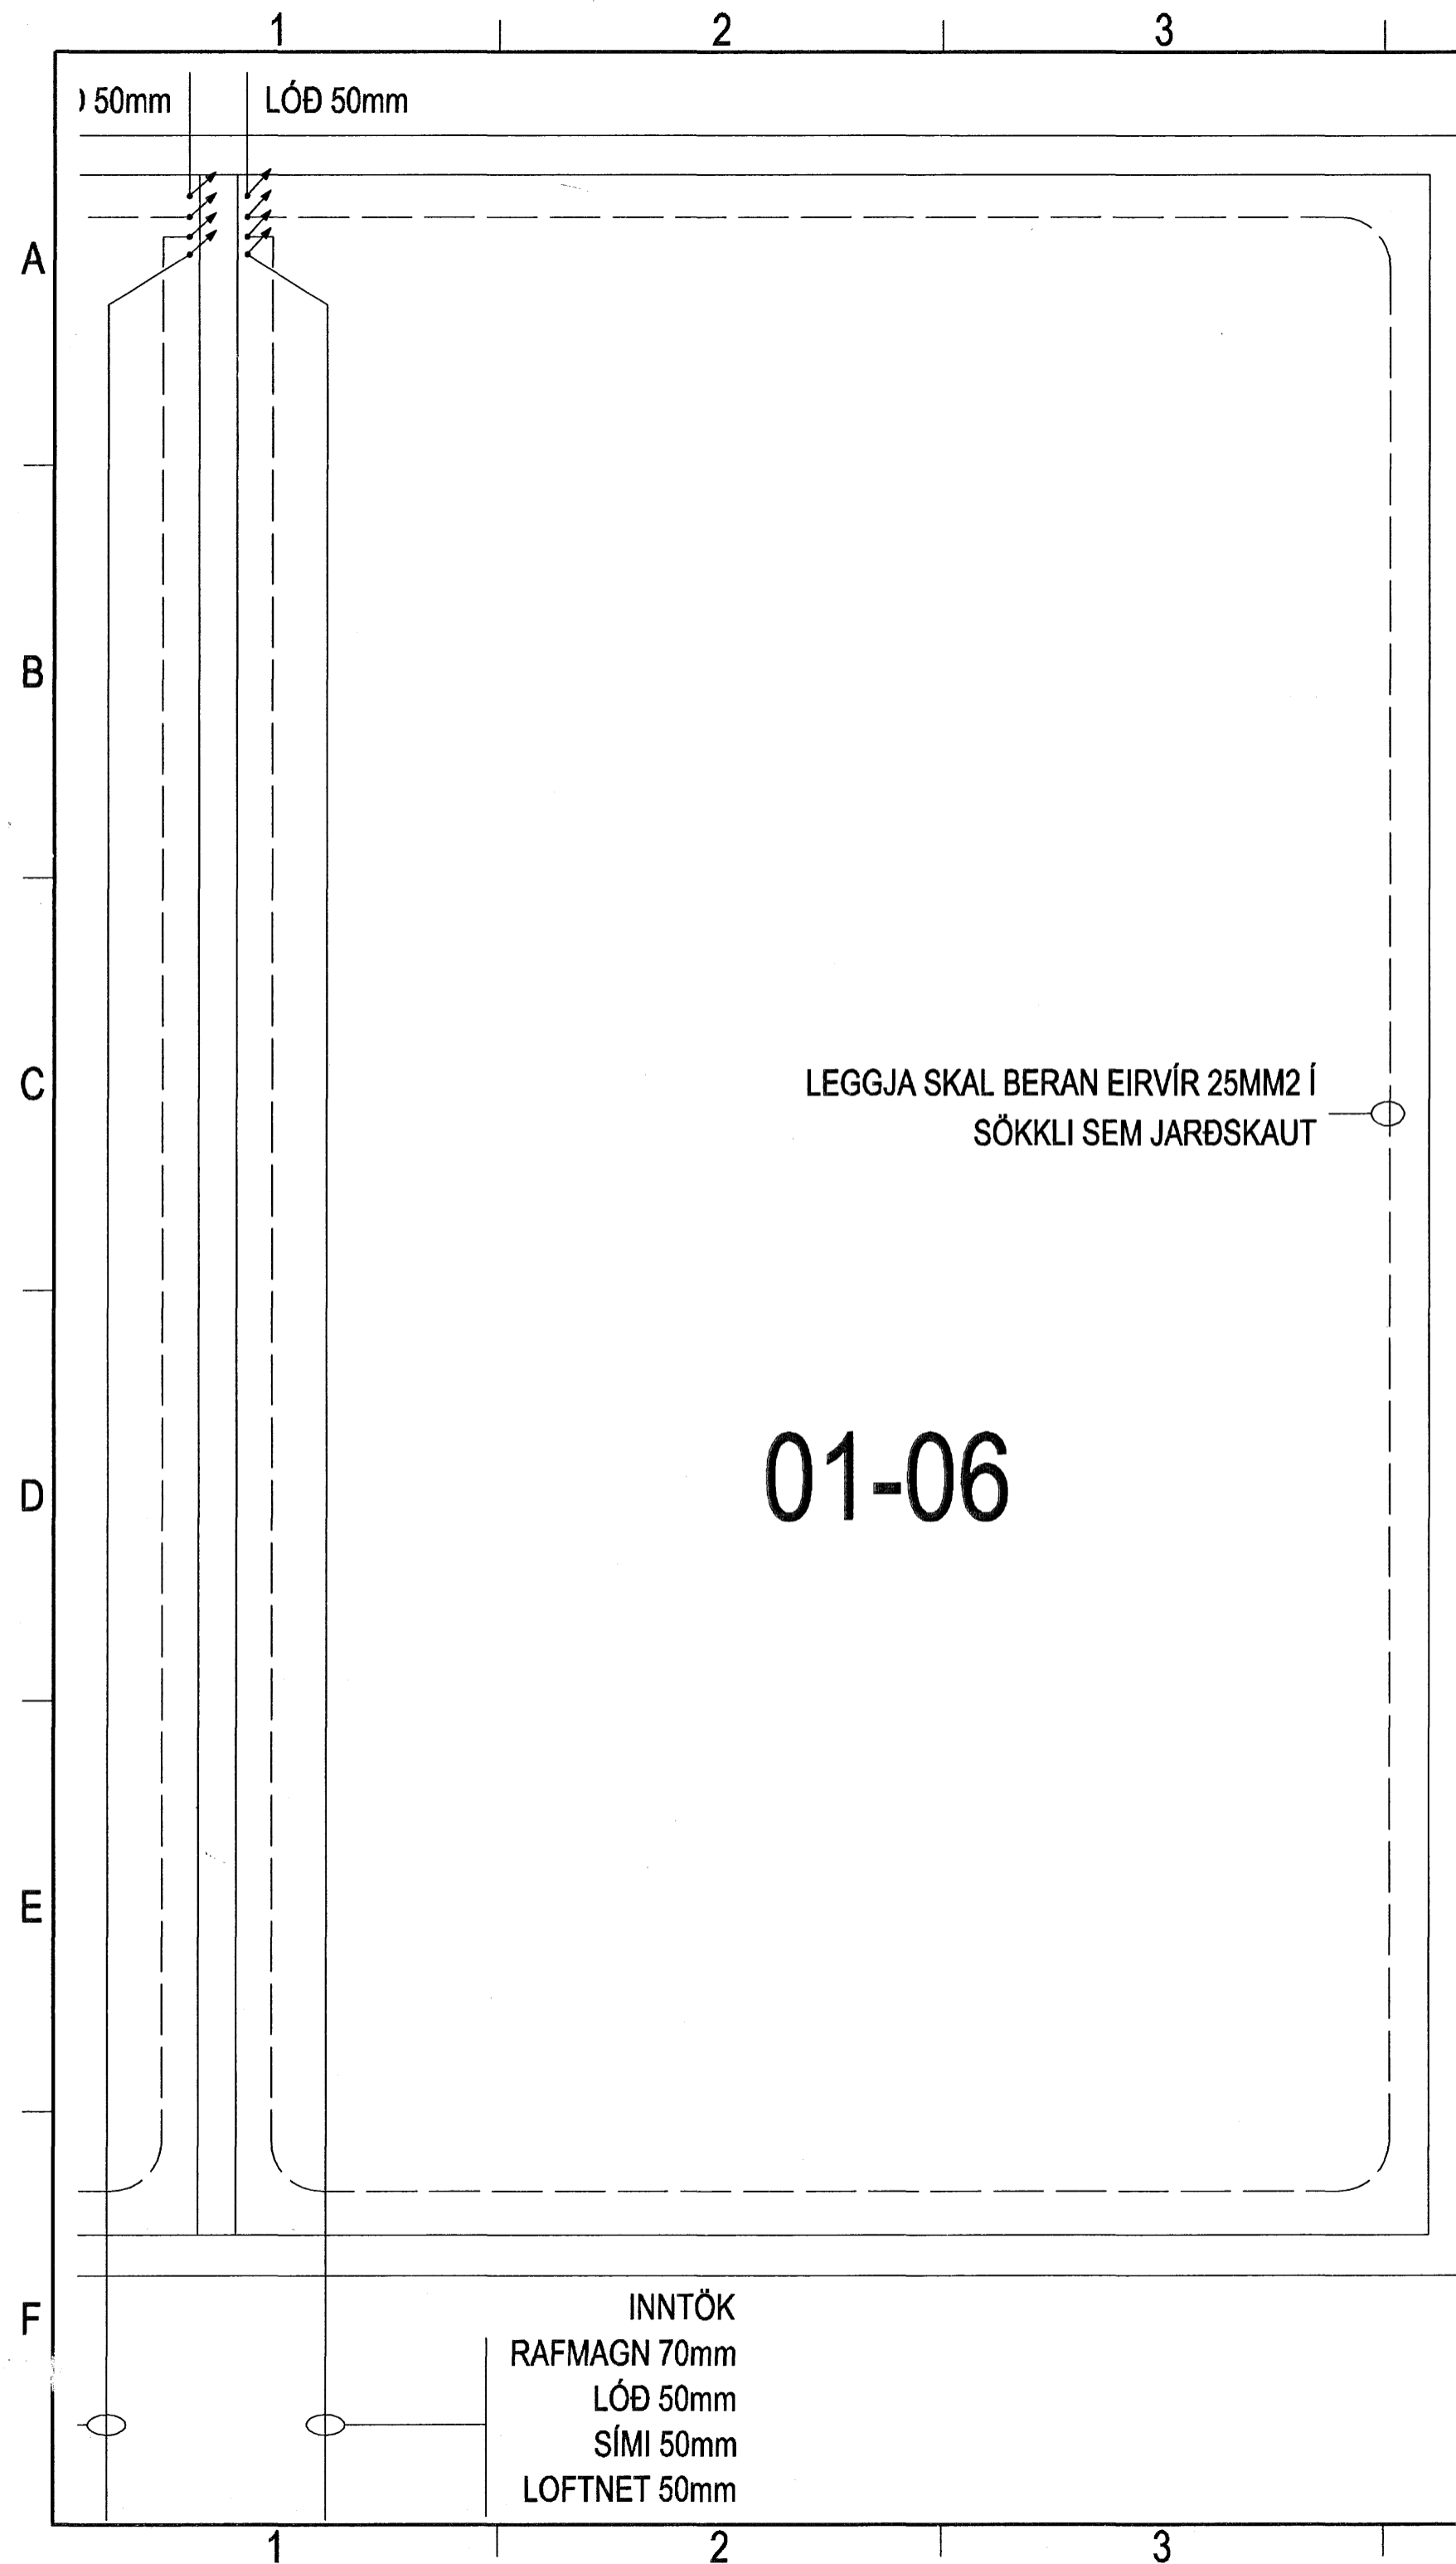 1 2 3
50mm LÓÐ 50mm
A
B
C
LEGGJA SKAL BERAN EIRVÍR 25MM2 Í
SÖKKLI SEM JARÐSKAUT
01-06
D
E
F
INNTÖK
RAFMAGN 70mm
LÓÐ 50mm
SÍMI 50mm
LOFTNET 50mm
1 2 3